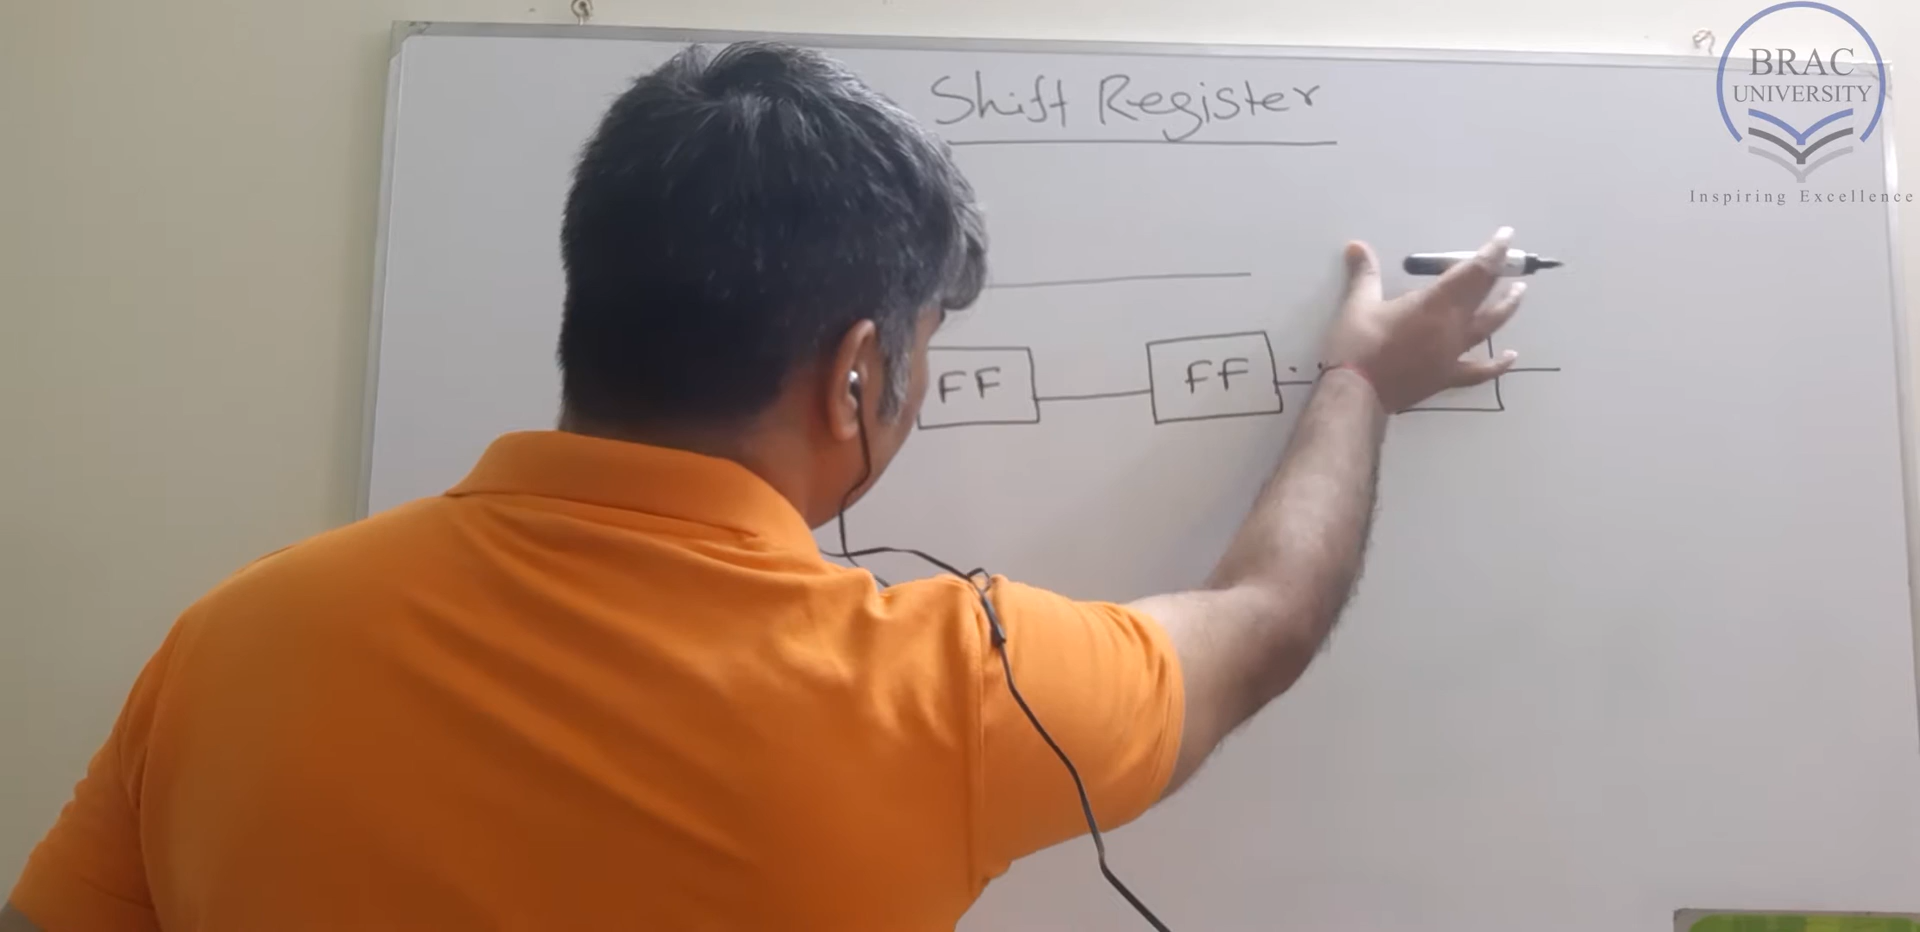 Shift Register
BRAC
UNIVERSITY
Inspiring Excellence
FF
FF